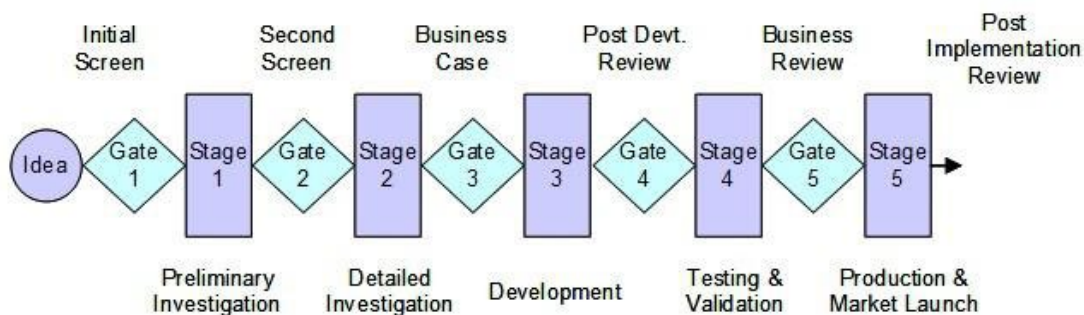 Initial
Screen
Second
Screen
Business
Case
Post Devt.
Review
Business
Review
Post
Implementation
Review
Idea
Gate
1
Stage
1
Gate
2
Stage
2
Gate
3
Stage
3
Gate
4
Stage
4
Gate
5
Stage
5
Preliminary
Investigation
Detailed
Investigation
Development
Testing &
Validation
Production &
Market Launch